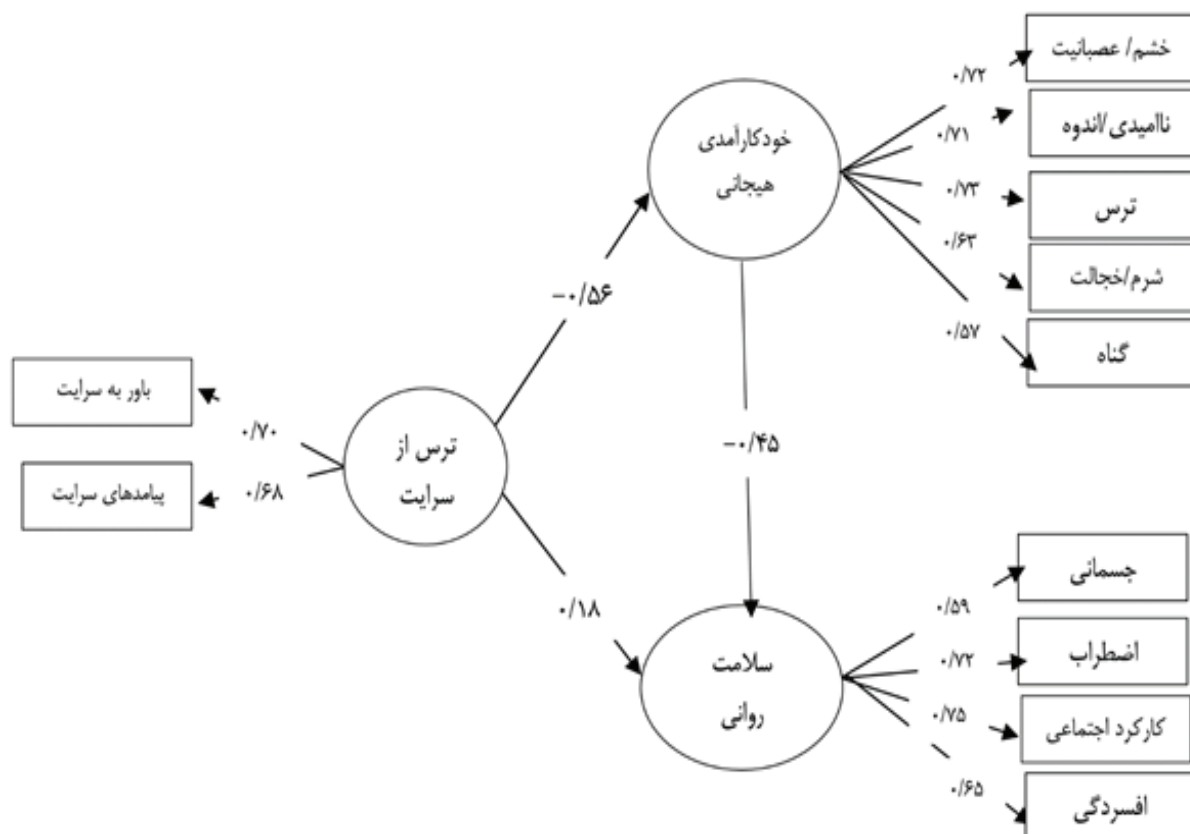 خشم/ عصبانیت
۰/۷۲
ناامیدی/اندوه
۰/۷۱
خودکارآمدی
هیجانی
ترس
۰/۷۳
شرم/خجالت
۰/۶۳
گناه
۰/۵۷
−۰/۵۶
باور به سرایت
۰/۷۰
ترس از
سرایت
پیامدهای سرایت
۰/۶۸
−۰/۴۵
جسمانی
۰/۵۹
۰/۱۸
اضطراب
۰/۷۲
سلامت
روانی
کارکرد اجتماعی
۰/۷۵
افسردگی
۰/۶۵